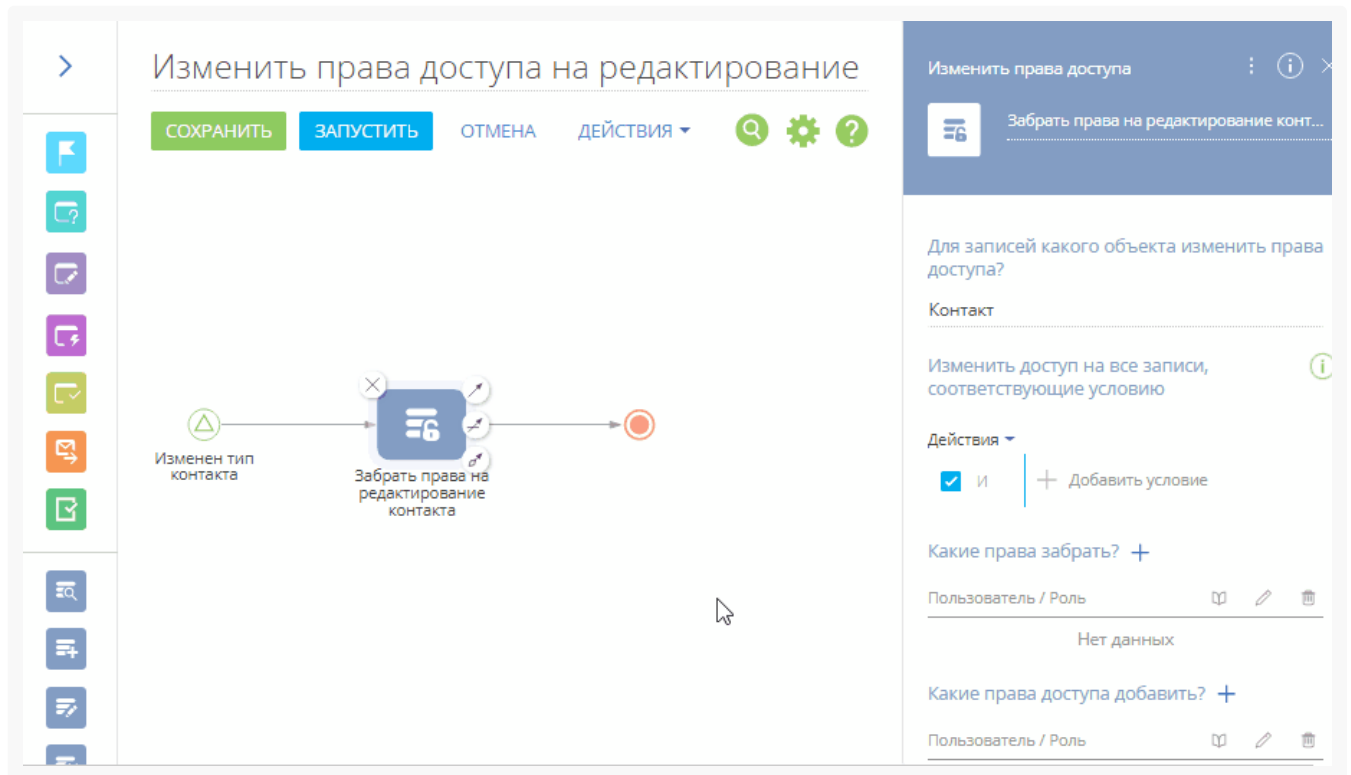 Изменить права доступа на редактирование
СОХРАНИТЬ
ЗАПУСТИТЬ
ОТМЕНА
ДЕЙСТВИЯ
Изменен тип
контакта
Забрать права на
редактирование
контакта
Изменить права доступа
Забрать права на редактирование конт...
Для записей какого объекта изменить права
доступа?
Контакт
Изменить доступ на все записи,
соответствующие условию
Действия
И
Добавить условие
Какие права забрать?
Пользователь / Роль
Нет данных
Какие права доступа добавить?
Пользователь / Роль